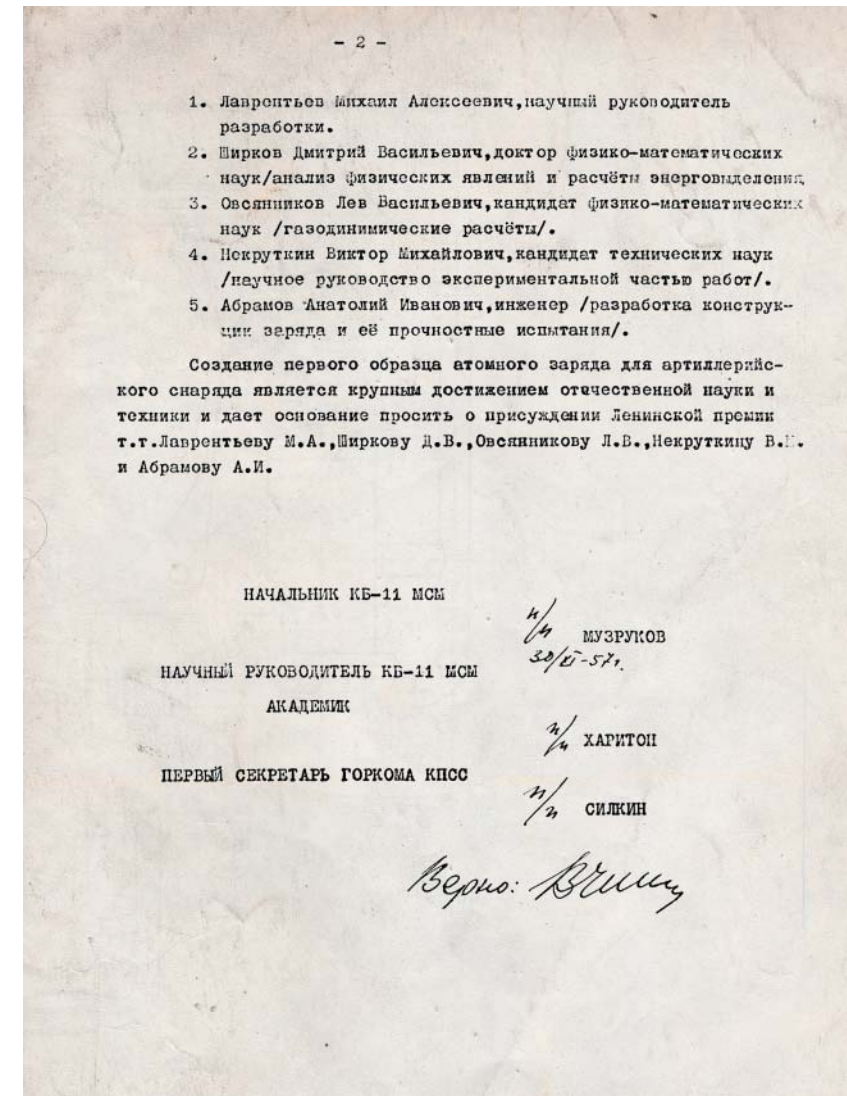 - 2 -
1. Лаврентьев Михаил Алексеевич,научный руководитель
разработки.
2. Ширков Дмитрий Васильевич,доктор физико-математических
наук/анализ физических явлений и расчёты энерговыделения
3. Овсянников Лев Васильевич,кандидат физико-математических
наук /газодинимические расчёты/.
4. Некруткин Виктор Михайлович,кандидат технических наук
/научное руководство экспериментальной частью работ/.
5. Абрамов Анатолий Иванович,инженер /разработка конструк-
ции заряда и её прочностные испытания/.
Создание первого образца атомного заряда для артиллерийс-
кого снаряда является крупным достижением отечественной науки и
техники и дает основание просить о присуждении Ленинской премии
т.т.Лаврентьеву М.А.,Ширкову Д.В.,Овсянникову Л.В.,Некруткину В.М.
и Абрамову А.И.
НАЧАЛЬНИК КБ-11 МСМ
п/п МУЗРУКОВ
30/XI-57г.
НАУЧНЫЙ РУКОВОДИТЕЛЬ КБ-11 МСМ
АКАДЕМИК
п/п ХАРИТОН
ПЕРВЫЙ СЕКРЕТАРЬ ГОРКОМА КПСС
п/п СИЛКИН
Верно: